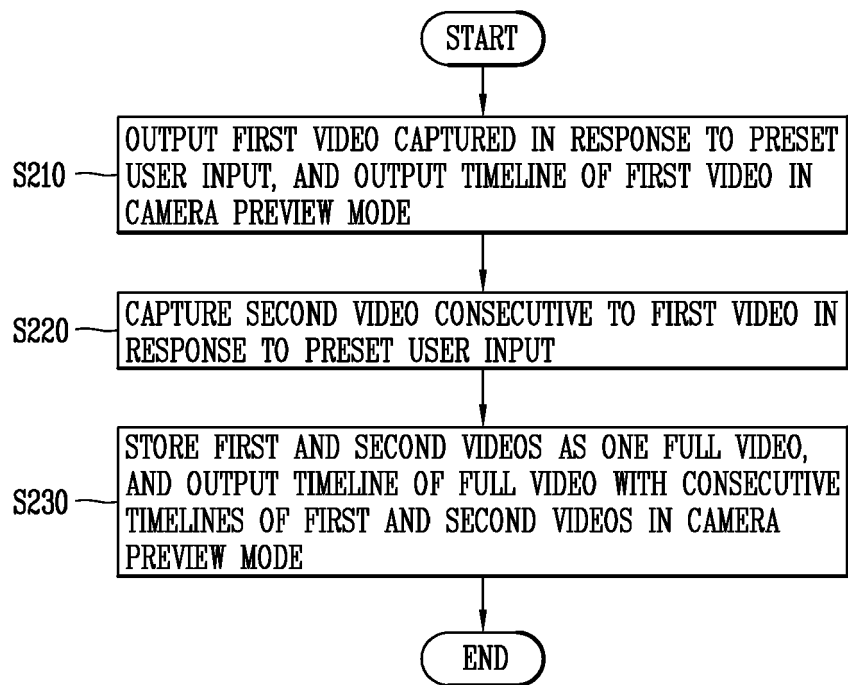 START
S210
OUTPUT FIRST VIDEO CAPTURED IN RESPONSE TO PRESET
USER INPUT, AND OUTPUT TIMELINE OF FIRST VIDEO IN
CAMERA PREVIEW MODE
S220
CAPTURE SECOND VIDEO CONSECUTIVE TO FIRST VIDEO IN
RESPONSE TO PRESET USER INPUT
S230
STORE FIRST AND SECOND VIDEOS AS ONE FULL VIDEO,
AND OUTPUT TIMELINE OF FULL VIDEO WITH CONSECUTIVE
TIMELINES OF FIRST AND SECOND VIDEOS IN CAMERA
PREVIEW MODE
END